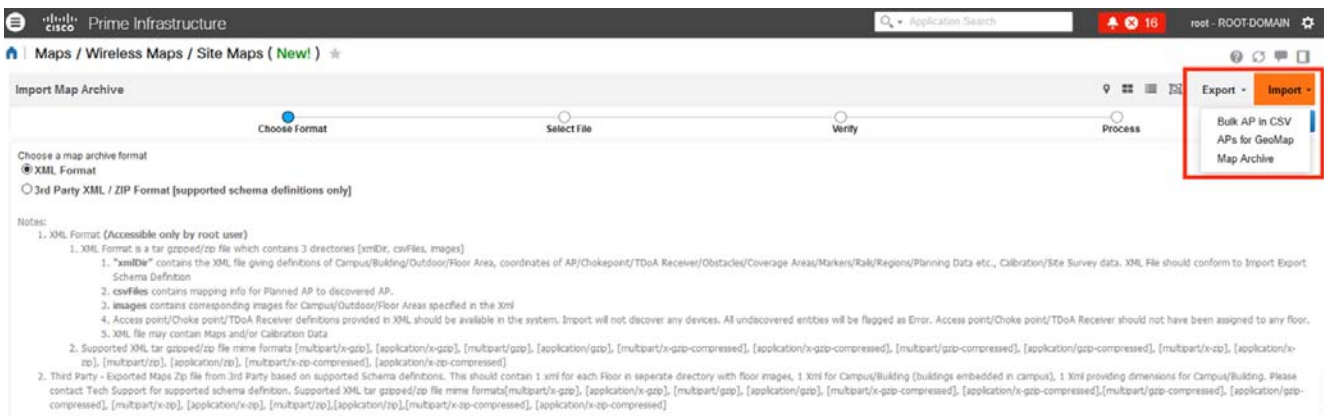 cisco Prime Infrastructure
Application Search
16
root - ROOT-DOMAIN
Maps / Wireless Maps / Site Maps ( New! )
Import Map Archive
Export
Import
Bulk AP in CSV
APs for GeoMap
Map Archive
Choose Format
Select File
Verify
Process
Choose a map archive format
XML Format
3rd Party XML / ZIP Format [supported schema definitions only]
Notes:
1. XML Format (Accessible only by root user)
1. XML Format is a tar gzipped/zip file which contains 3 directories [xmlDir, csvFiles, images]
1. "xmlDir" contains the XML file giving definitions of Campus/Building/Outdoor/Floor Area, coordinates of AP/Chokepoint/TDoA Receiver/Obstacles/Coverage Areas/Markers/Rails/Regions/Planning Data etc., Calibration/Site Survey data. XML File should conform to Import Export
Schema Definition
2. csvFiles contains mapping info for Planned AP to discovered AP.
3. images contains corresponding images for Campus/Outdoor/Floor Areas specified in the Xml
4. Access point/Choke point/TDoA Receiver definitions provided in XML should be available in the system. Import will not discover any devices. All undiscovered entities will be flagged as Error. Access point/Choke point/TDoA Receiver should not have been assigned to any floor.
5. XML file may contain Maps and/or Calibration Data
2. Supported XML tar gzipped/zip file mime formats [multipart/x-gzip], [application/x-gzip], [multipart/gzip], [application/gzip], [multipart/x-gzip-compressed], [application/x-gzip-compressed], [multipart/gzip-compressed], [application/gzip-compressed], [multipart/x-zip], [application/x-
zip], [multipart/zip], [application/zip], [multipart/x-zip-compressed], [application/x-zip-compressed]
2. Third Party - Exported Maps Zip file from 3rd Party based on supported Schema definitions. This should contain 1 xml for each Floor in seperate directory with floor images, 1 Xml for Campus/Building (buildings embedded in campus), 1 Xml providing dimensions for Campus/Building. Please
contact Tech Support for supported schema definition. Supported XML tar gzipped/zip file mime formats[multipart/x-gzip], [application/x-gzip], [multipart/gzip], [application/gzip], [multipart/x-gzip-compressed], [application/x-gzip-compressed],[multipart/gzip-compressed], [application/gzip-
compressed], [multipart/x-zip], [application/x-zip], [multipart/zip],[application/zip],[multipart/x-zip-compressed], [application/x-zip-compressed]